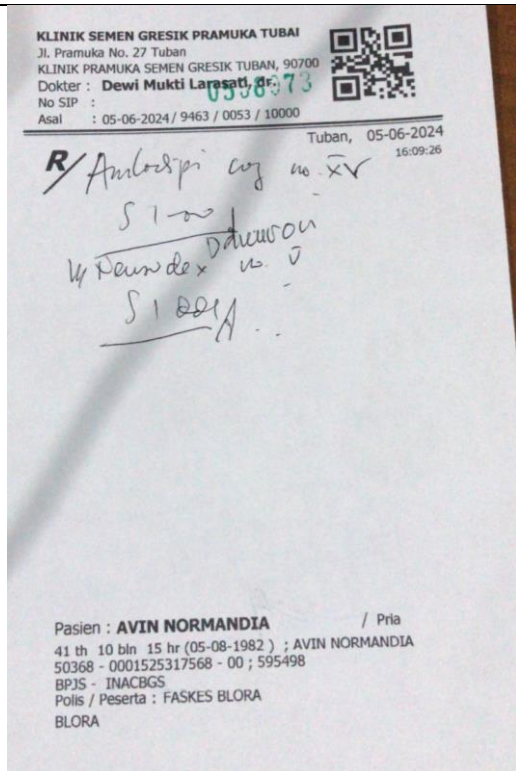 KLINIK SEMEN GRESIK PRAMUKA TUBAI
Jl. Pramuka No. 27 Tuban
KLINIK PRAMUKA SEMEN GRESIK TUBAN, 90700
Dokter : Dewi Mukti Larasati, dr.
No SIP :
Asal : 05-06-2024 / 9463 / 0053 / 10000
Tuban, 05-06-2024
16:09:26
R/ no. XV
S 1
no. V
S 1
Pasien : AVIN NORMANDIA / Pria
41 th 10 bln 15 hr (05-08-1982 ) ; AVIN NORMANDIA
50368 - 0001525317568 - 00 ; 595498
BPJS - INACBGS
Polis / Peserta : FASKES BLORA
BLORA